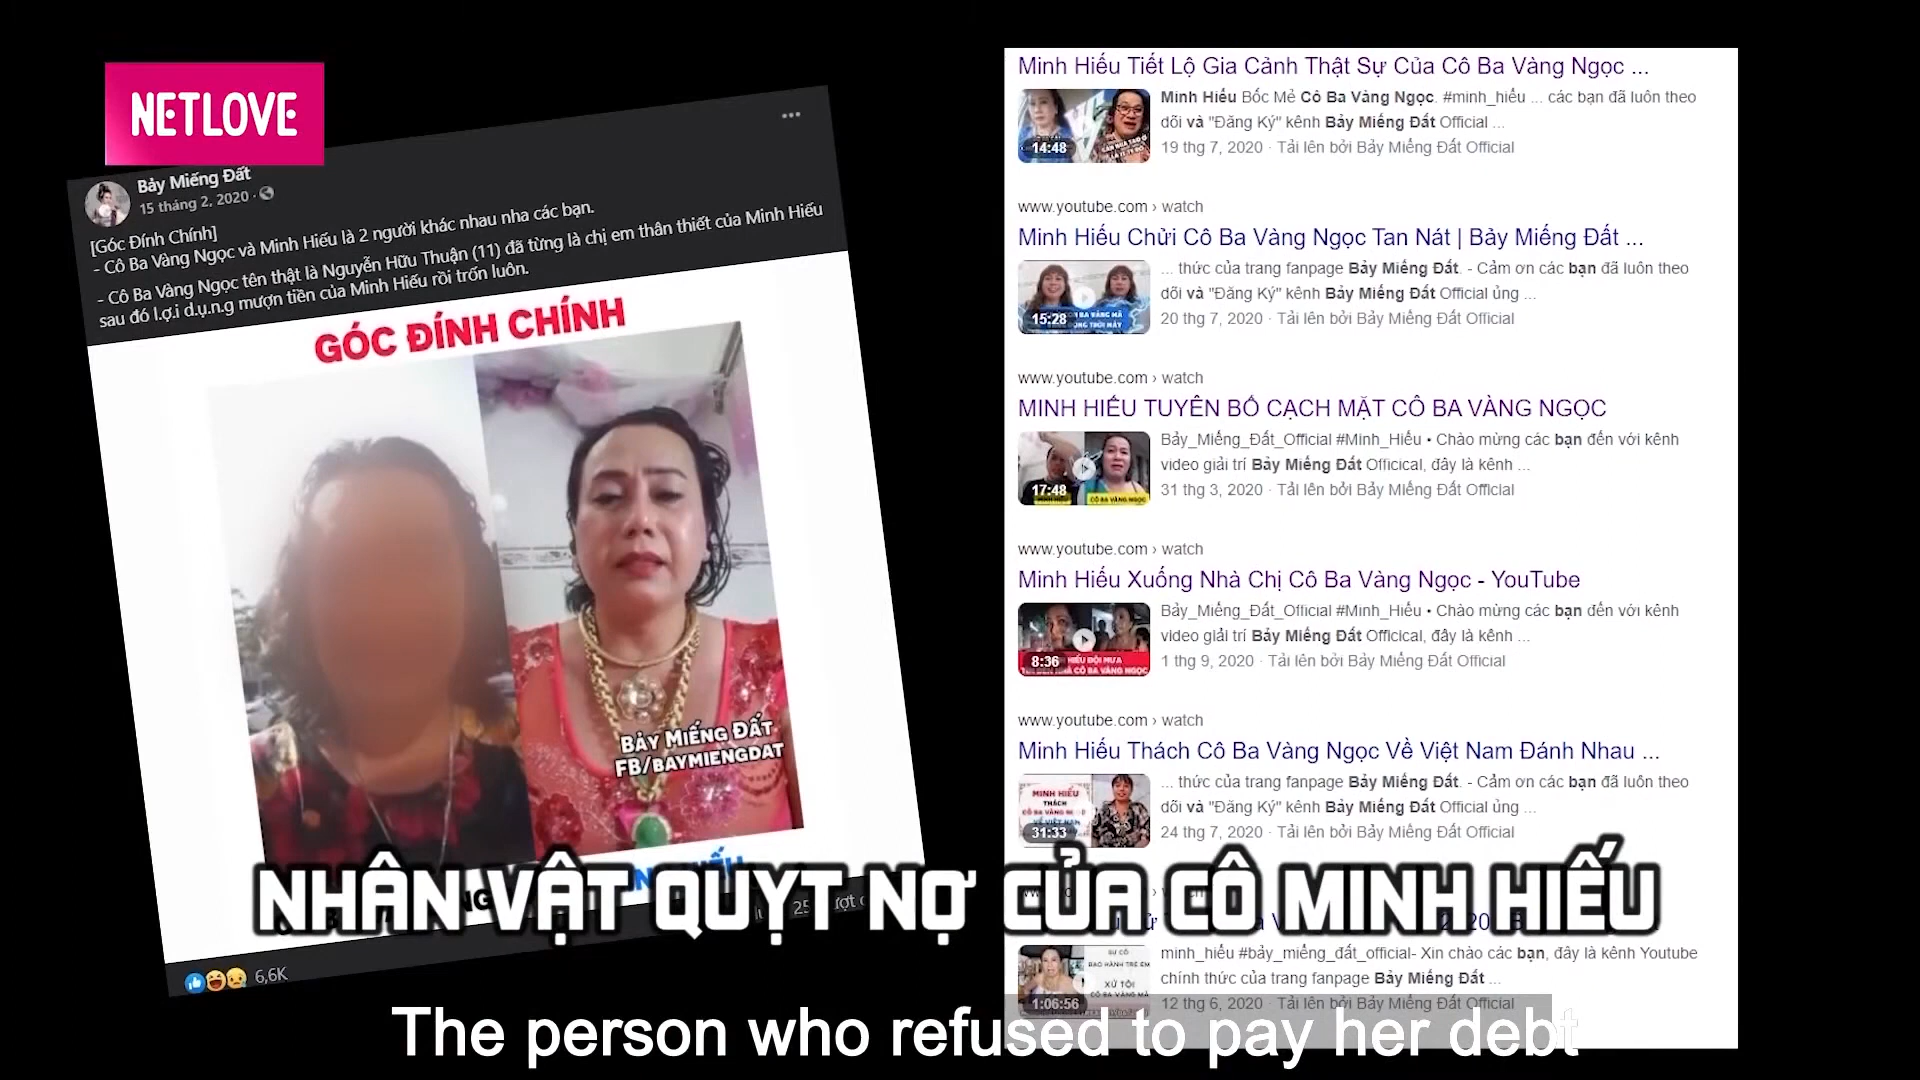 NETLOVE
Bảy Miếng Đất
15 tháng 2, 2020 ·
[Góc Đính Chính]
- Cô Ba Vàng Ngọc và Minh Hiếu là 2 người khác nhau nha các bạn.
- Cô Ba Vàng Ngọc tên thật là Nguyễn Hữu Thuận (11) đã từng là chị em thân thiết của Minh Hiếu
sau đó l.ợ.i d.ụ.n.g mượn tiền của Minh Hiếu rồi trốn luôn.
GÓC ĐÍNH CHÍNH
BẢY MIẾNG ĐẤT
FB/BAYMIENGDAT
6,6K
Minh Hiếu Tiết Lộ Gia Cảnh Thật Sự Của Cô Ba Vàng Ngọc ...
14:48
Minh Hiếu Bốc Mẻ Cô Ba Vàng Ngọc. #minh_hiếu ... các bạn đã luôn theo
dõi và "Đăng Ký" kênh Bảy Miếng Đất Official ...
19 thg 7, 2020 · Tải lên bởi Bảy Miếng Đất Official
www.youtube.com › watch
Minh Hiếu Chửi Cô Ba Vàng Ngọc Tan Nát | Bảy Miếng Đất ...
15:28
... thức của trang fanpage Bảy Miếng Đất. - Cảm ơn các bạn đã luôn theo
dõi và "Đăng Ký" kênh Bảy Miếng Đất Official ủng ...
20 thg 7, 2020 · Tải lên bởi Bảy Miếng Đất Official
www.youtube.com › watch
MINH HIẾU TUYÊN BỐ CẠCH MẶT CÔ BA VÀNG NGỌC
17:48
CÔ BA VÀNG NGỌC
Bảy_Miếng_Đất_Official #Minh_Hiếu • Chào mừng các bạn đến với kênh
video giải trí Bảy Miếng Đất Officical, đây là kênh ...
31 thg 3, 2020 · Tải lên bởi Bảy Miếng Đất Official
www.youtube.com › watch
Minh Hiếu Xuống Nhà Chị Cô Ba Vàng Ngọc - YouTube
8:36
HIẾU ĐỘI MƯA
Bảy_Miếng_Đất_Official #Minh_Hiếu • Chào mừng các bạn đến với kênh
video giải trí Bảy Miếng Đất Officical, đây là kênh ...
1 thg 9, 2020 · Tải lên bởi Bảy Miếng Đất Official
www.youtube.com › watch
Minh Hiếu Thách Cô Ba Vàng Ngọc Về Việt Nam Đánh Nhau ...
MINH HIẾU
THÁCH
31:33
... thức của trang fanpage Bảy Miếng Đất. - Cảm ơn các bạn đã luôn theo
dõi và "Đăng Ký" kênh Bảy Miếng Đất Official ủng ...
24 thg 7, 2020 · Tải lên bởi Bảy Miếng Đất Official
NHÂN VẬT QUỴT NỢ CỦA CÔ MINH HIẾU
SỰ CỐ
BẠO HÀNH TRẺ EM
XỬ TỘI
1:06:56
minh_hiếu #bảy_miếng_đất_official- Xin chào các bạn, đây là kênh Youtube
chính thức của trang fanpage Bảy Miếng Đất ...
12 thg 6, 2020 · Tải lên bởi Bảy Miếng Đất Official
The person who refused to pay her debt